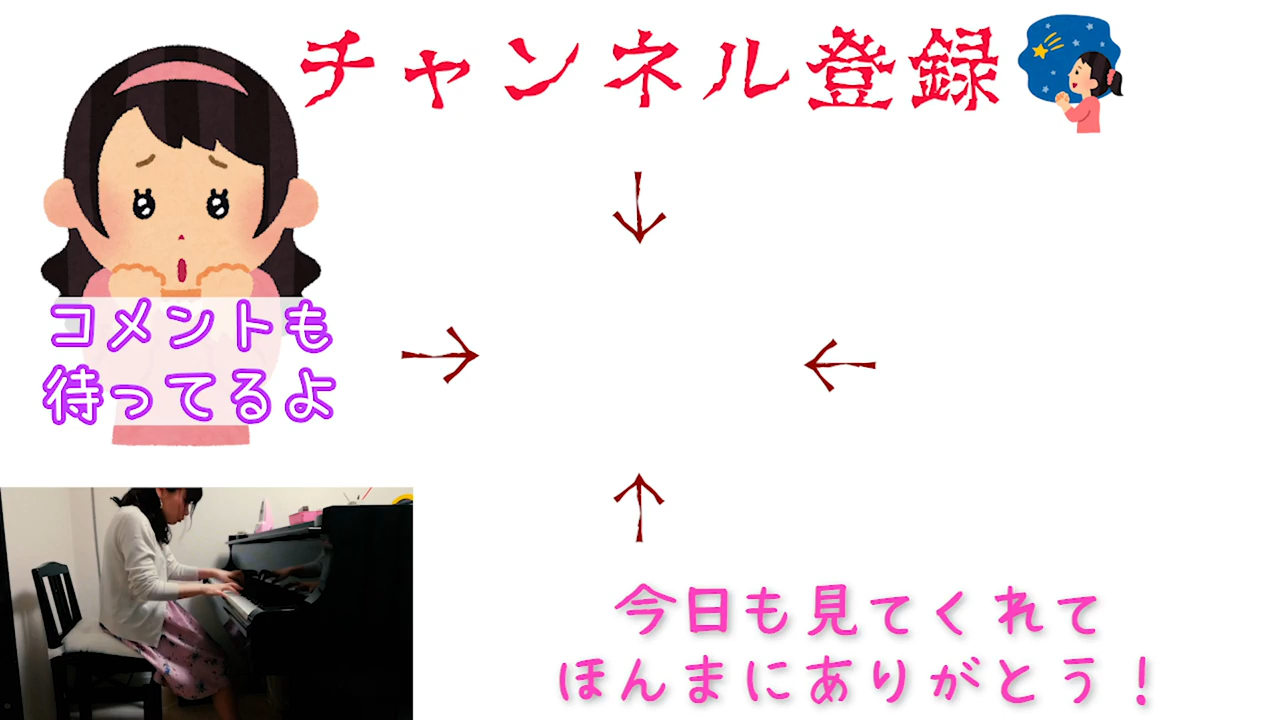 チャンネル登録
コメントも
待ってるよ
今日も見てくれて
ほんまにありがとう!